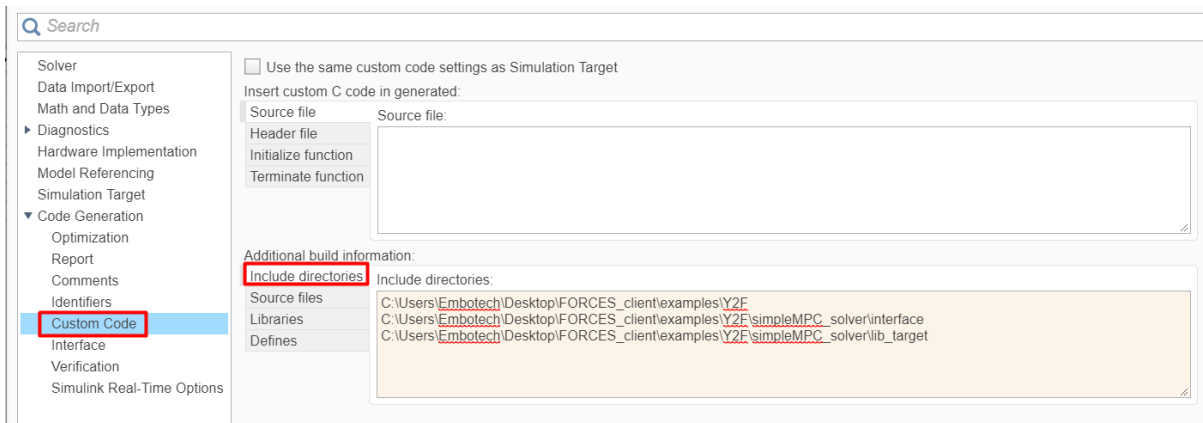 Search
Solver
Data Import/Export
Math and Data Types
Diagnostics
Hardware Implementation
Model Referencing
Simulation Target
Code Generation
Optimization
Report
Comments
Identifiers
Custom Code
Interface
Verification
Simulink Real-Time Options
Use the same custom code settings as Simulation Target
Insert custom C code in generated:
Source file
Header file
Initialize function
Terminate function
Source file:
Additional build information:
Include directories
Source files
Libraries
Defines
Include directories:
C:\Users\Embotech\Desktop\FORCES_client\examples\Y2F
C:\Users\Embotech\Desktop\FORCES_client\examples\Y2F\simpleMPC_solver\interface
C:\Users\Embotech\Desktop\FORCES_client\examples\Y2F\simpleMPC_solver\lib_target